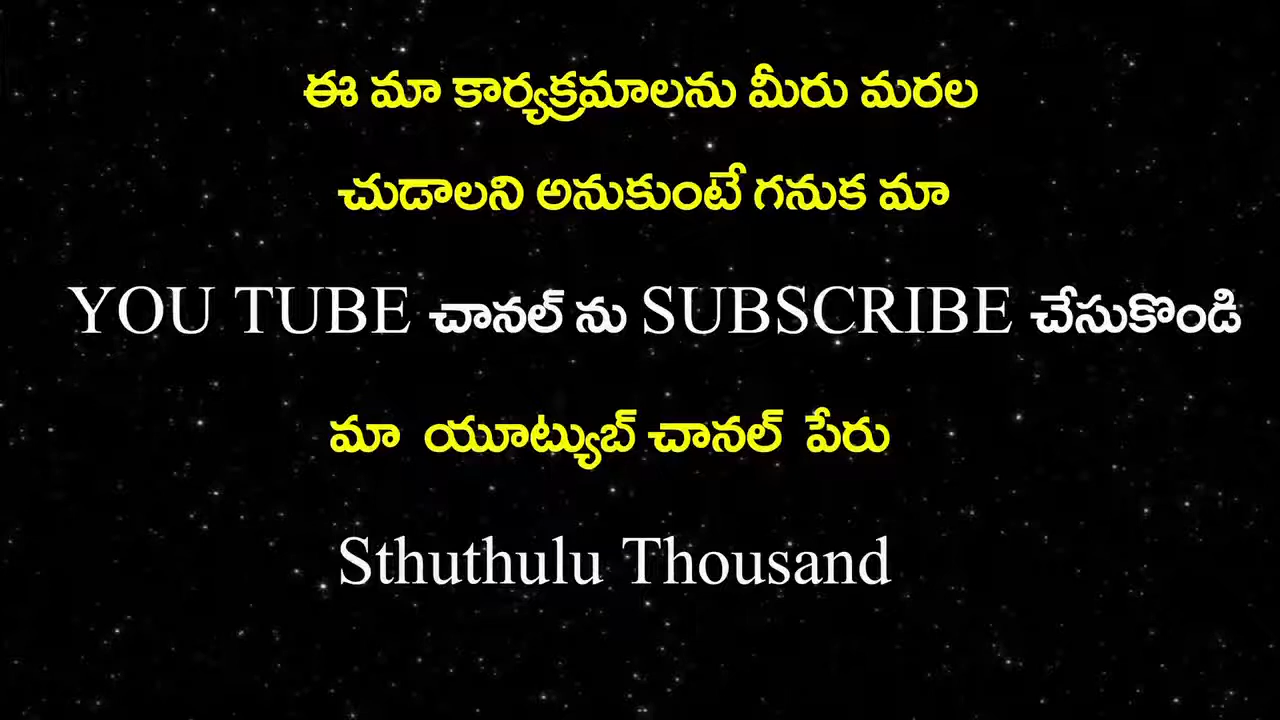 ఈ మా కార్యక్రమాలను మీరు మరల
చుడాలని అనుకుంటే గనుక మా
YOU TUBE చానల్ ను SUBSCRIBE చేసుకొండి
మా యూట్యుబ్ చానల్ పేరు
Sthuthulu Thousand